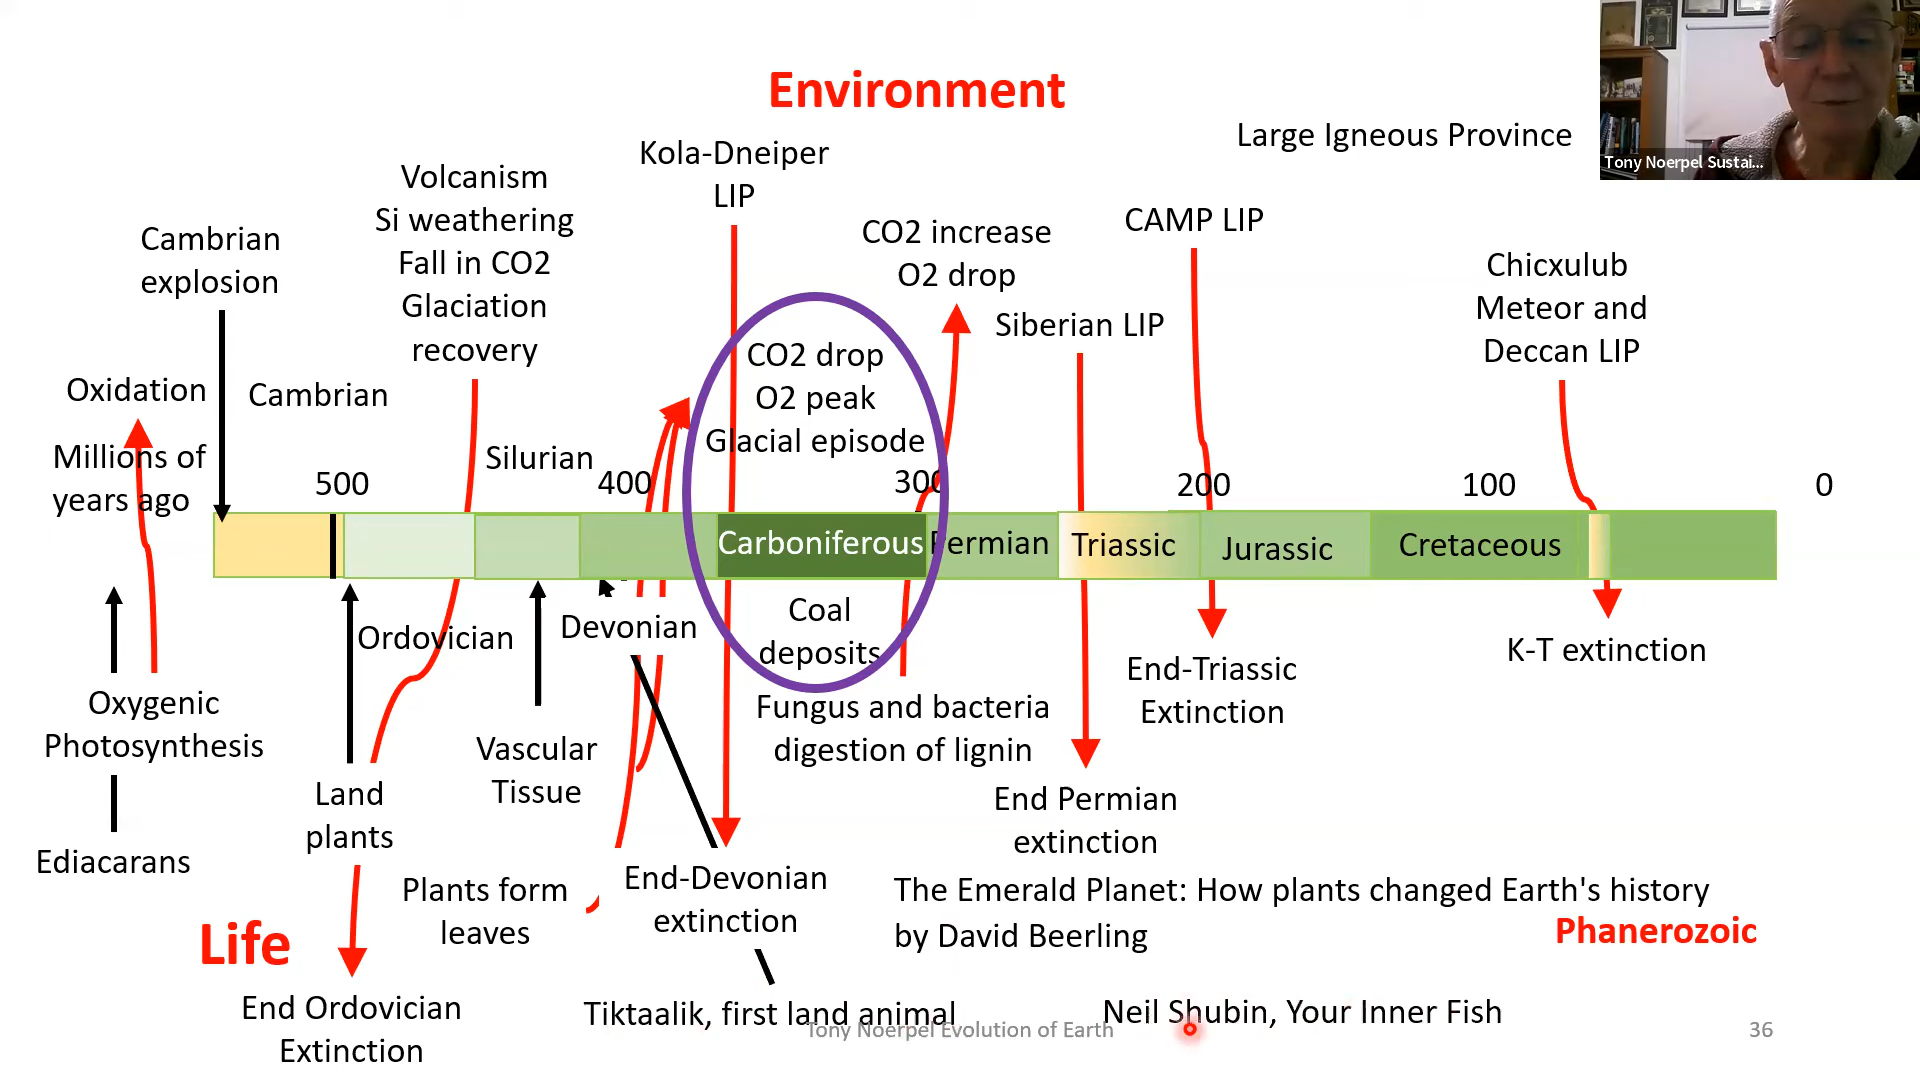 Environment
Large Igneous Province
Tony Noerpel Sustai...
Kola-Dneiper
LIP
Volcanism
Si weathering
Fall in CO2
Glaciation
recovery
Cambrian
explosion
CO2 increase
O2 drop
CAMP LIP
Siberian LIP
Chicxulub
Meteor and
Deccan LIP
CO2 drop
O2 peak
Glacial episode
Oxidation
Cambrian
Millions of
years ago
Silurian
500
400
300
200
100
0
Carboniferous
Permian
Triassic
Jurassic
Cretaceous
Coal
deposits
Devonian
Ordovician
K-T extinction
End-Triassic
Extinction
Oxygenic
Photosynthesis
Fungus and bacteria
digestion of lignin
Vascular
Tissue
Land
plants
End Permian
extinction
Ediacarans
Plants form
leaves
End-Devonian
extinction
The Emerald Planet: How plants changed Earth's history
by David Beerling
Phanerozoic
Life
End Ordovician
Extinction
Tiktaalik, first land animal
Neil Shubin, Your Inner Fish
Tony Noerpel Evolution of Earth
36